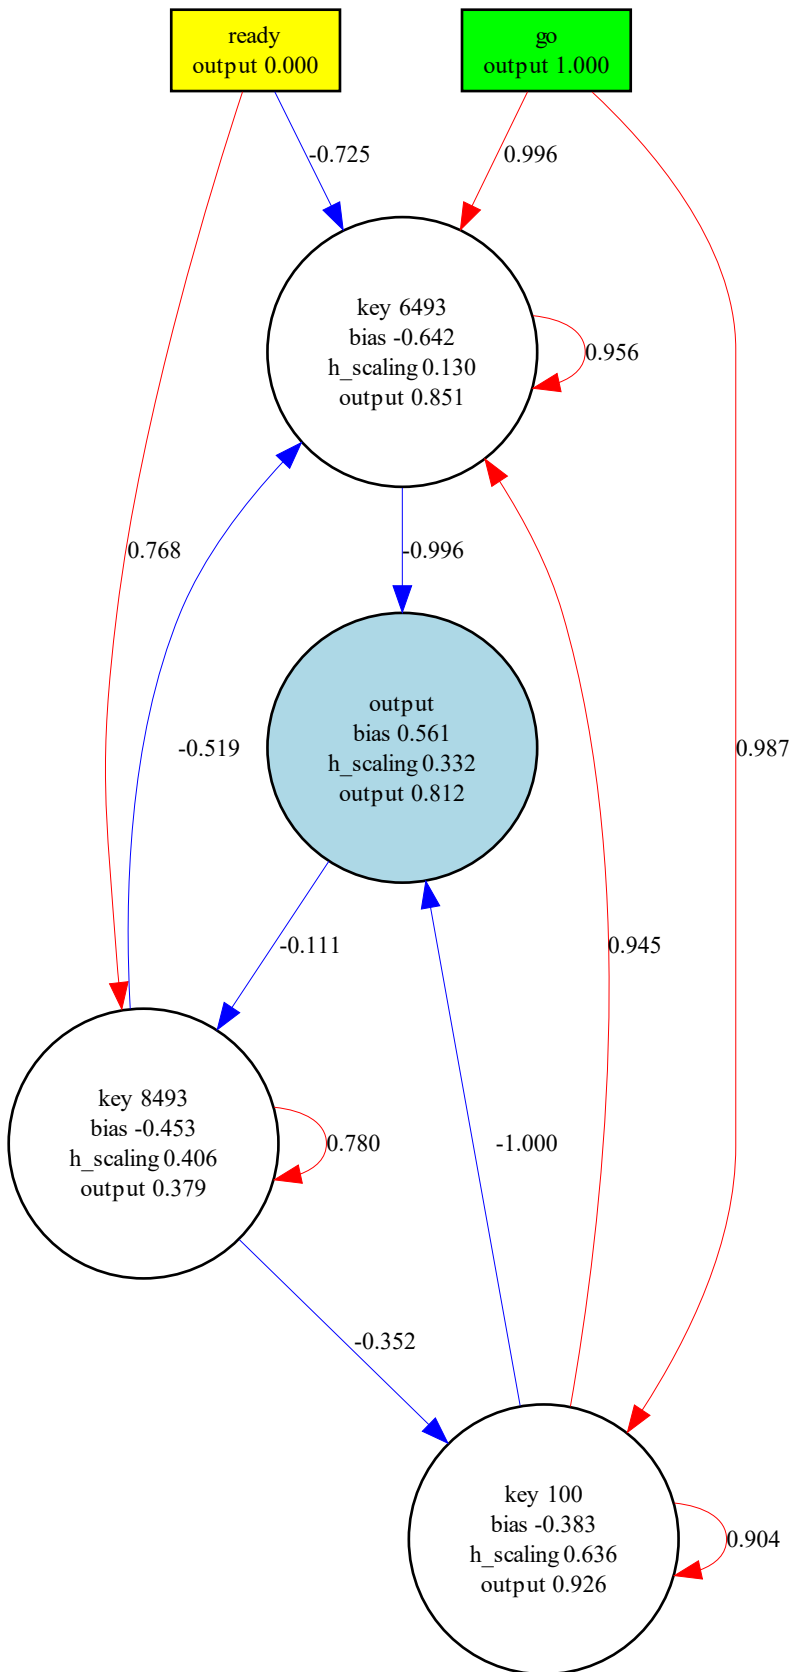 ready
output 0.000
go
output 1.000
-0.725
0.996
key 6493
bias -0.642
h_scaling 0.130
output 0.851
0.956
0.768
-0.996
-0.519
output
bias 0.561
h_scaling 0.332
output 0.812
0.987
-0.111
0.945
key 8493
bias -0.453
h_scaling 0.406
output 0.379
0.780
-1.000
-0.352
key 100
bias -0.383
h_scaling 0.636
output 0.926
0.904